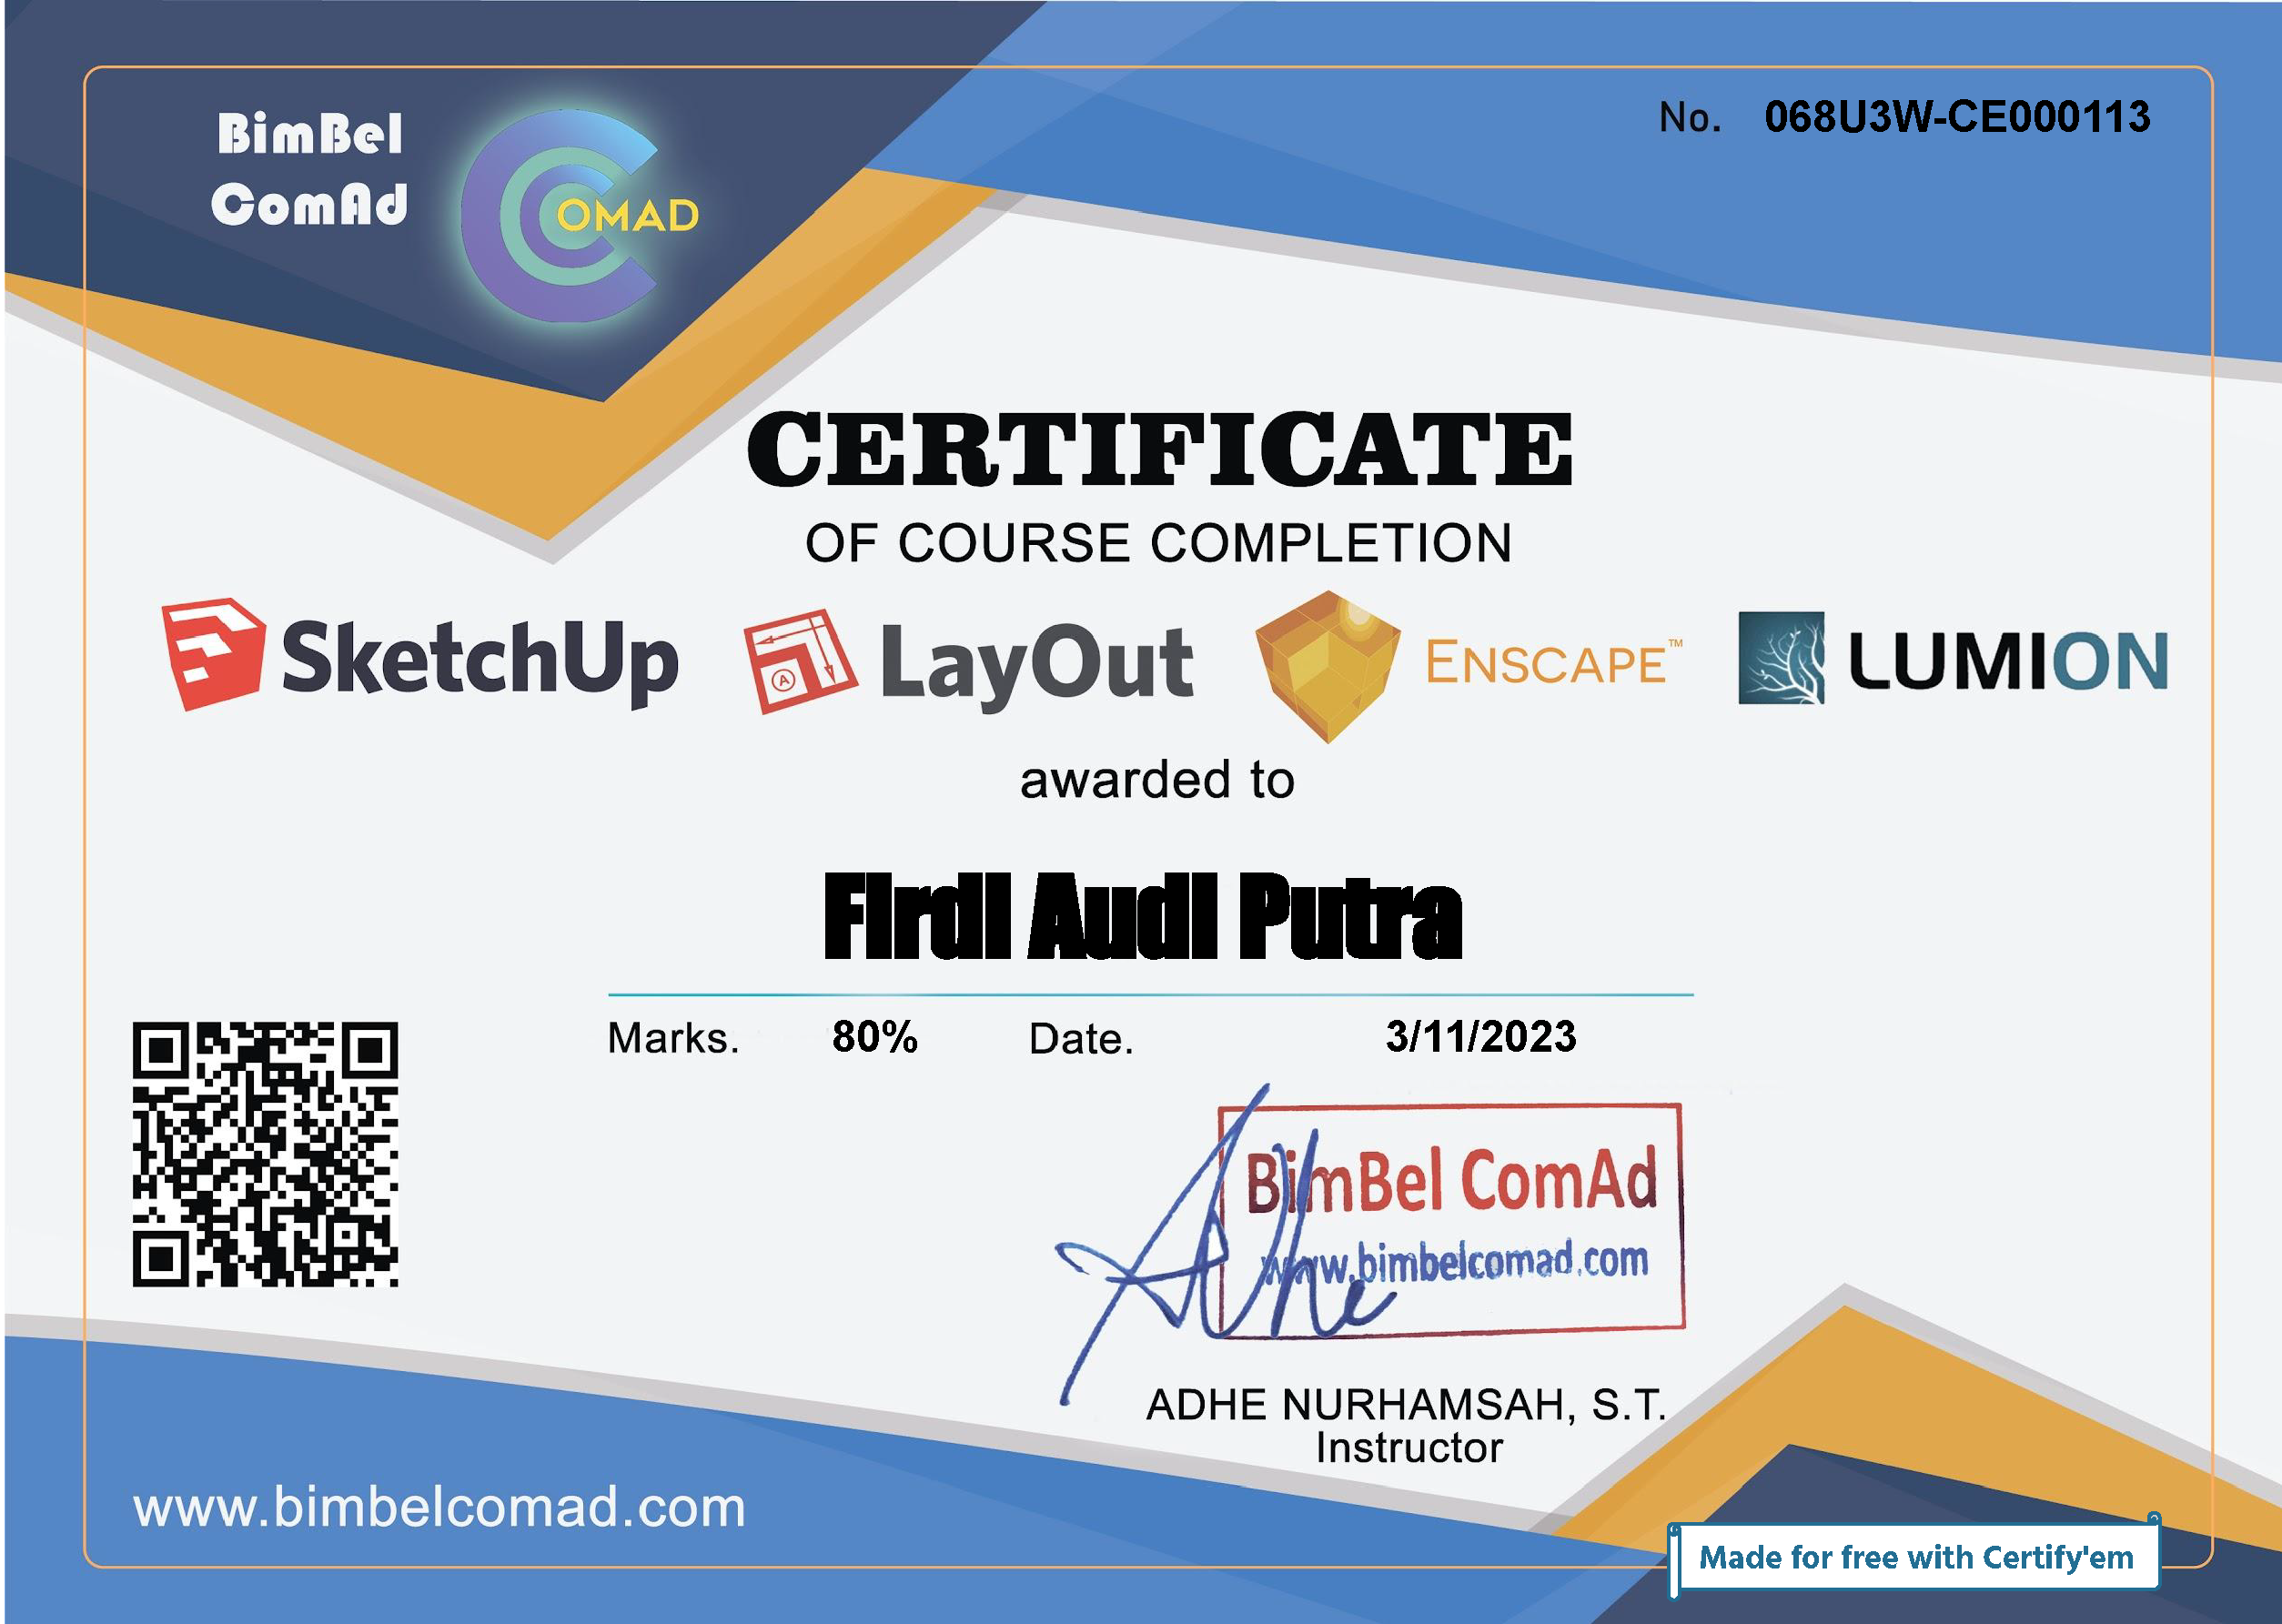 BimBel
ComAd
COMAD
No. 068U3W-CE000113
CERTIFICATE
OF COURSE COMPLETION
SketchUp LayOut ENSCAPE™ LUMION
awarded to
Firdi Audi Putra
Marks. 80% Date. 3/11/2023
BimBel ComAd
www.bimbelcomad.com
Adhe
ADHE NURHAMSAH, S.T.
Instructor
www.bimbelcomad.com
Made for free with Certify'em